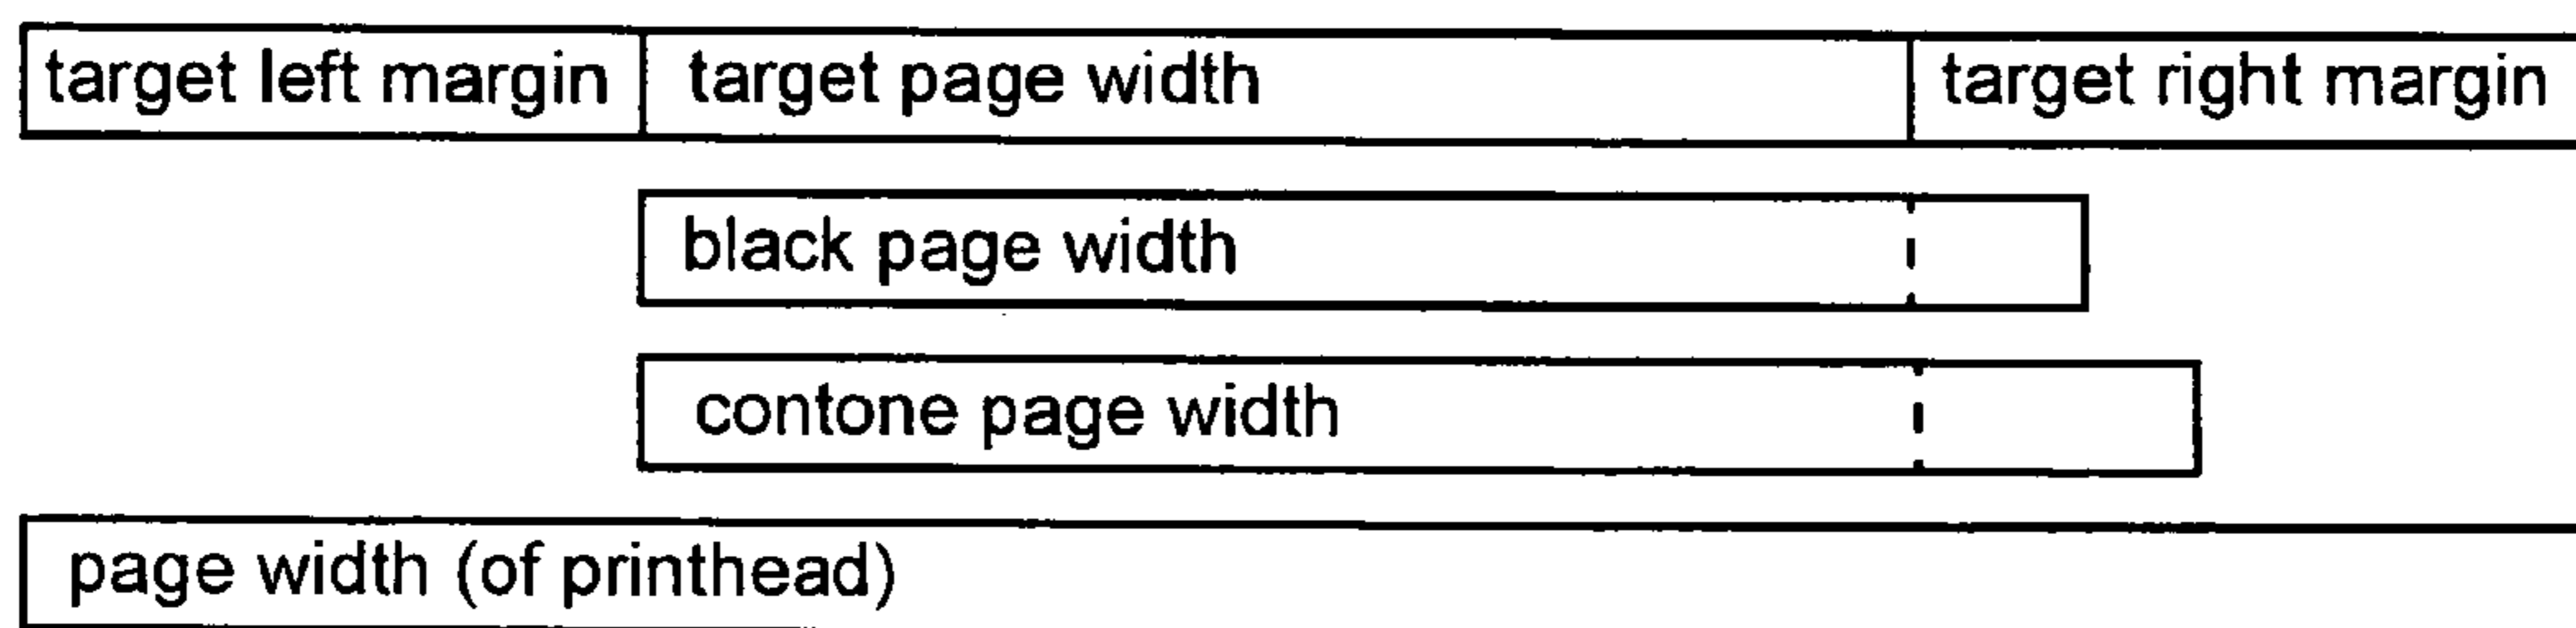 target left margin target page width target right margin
black page width
contone page width
page width (of printhead)